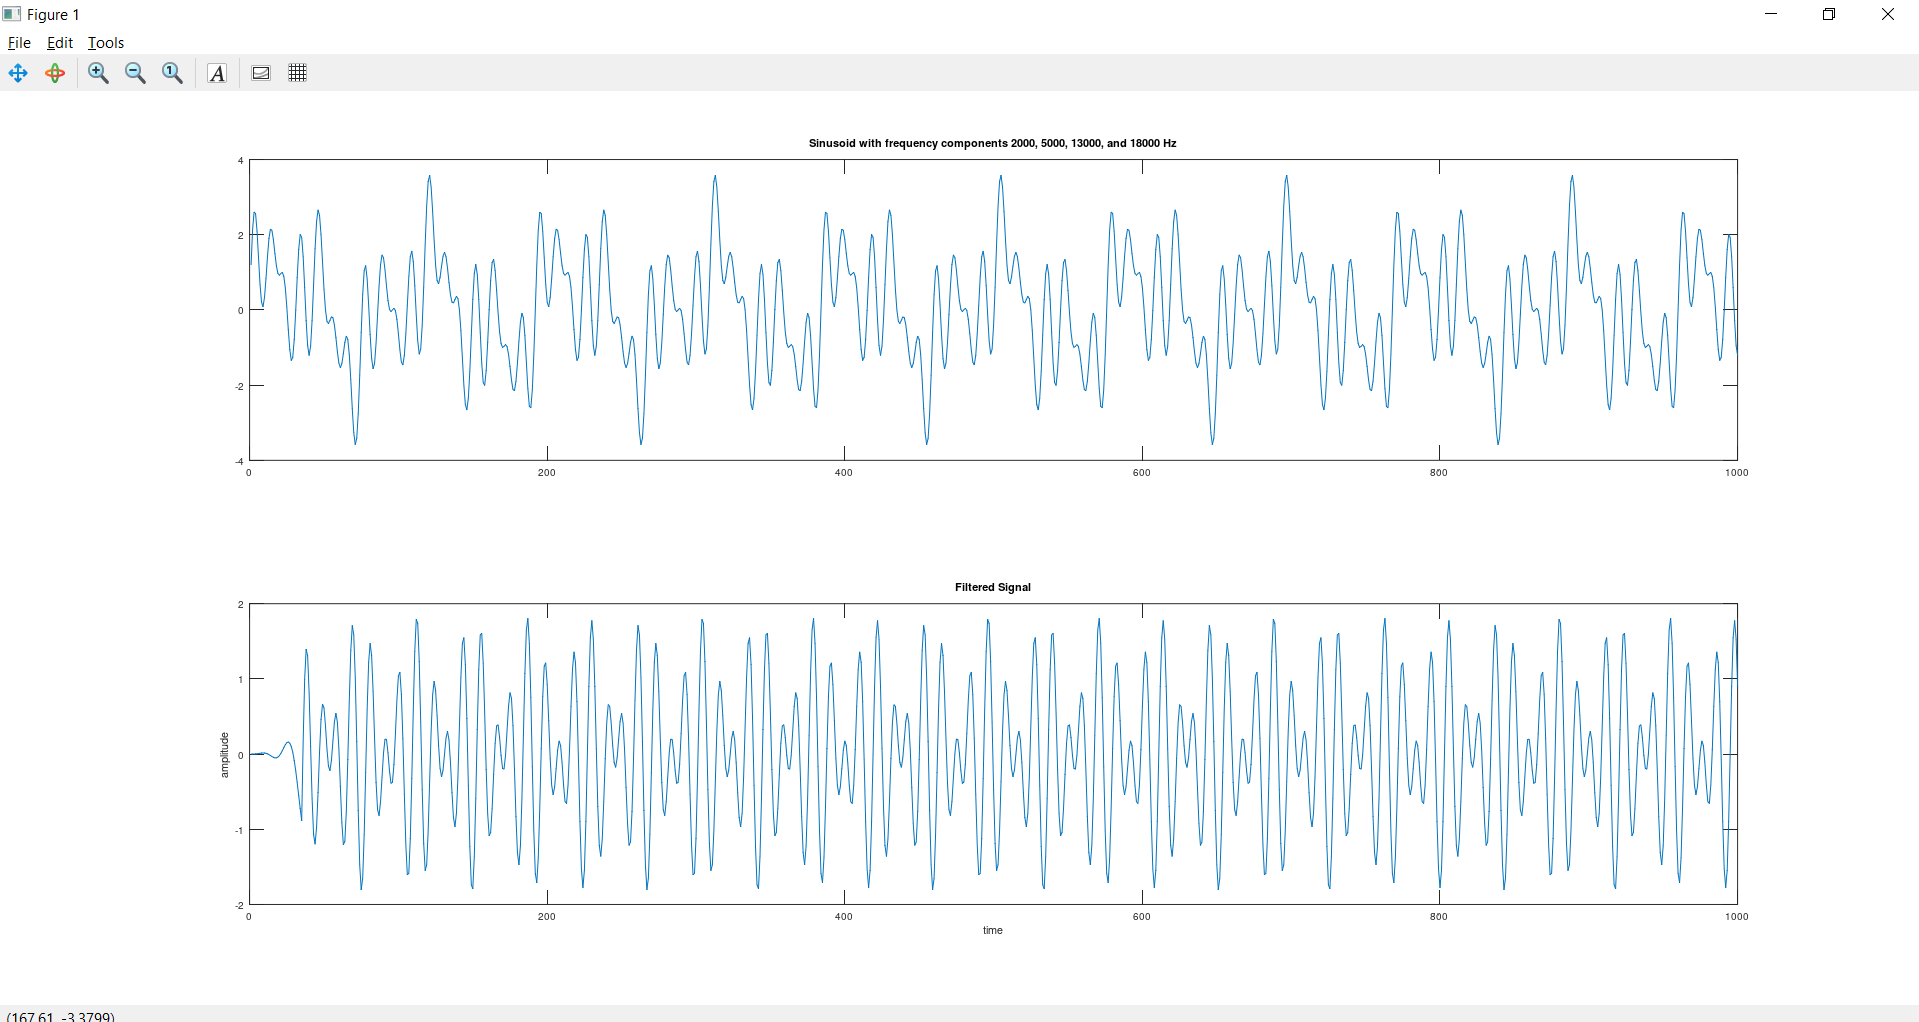 Figure 1
File Edit Tools
A
Sinusoid with frequency components 2000, 5000, 13000, and 18000 Hz
4
2
0
-2
-4
0 200 400 600 800 1000
Filtered Signal
2
1
0
-1
-2
amplitude
0 200 400 600 800 1000
time
(167.61, -3.3799)